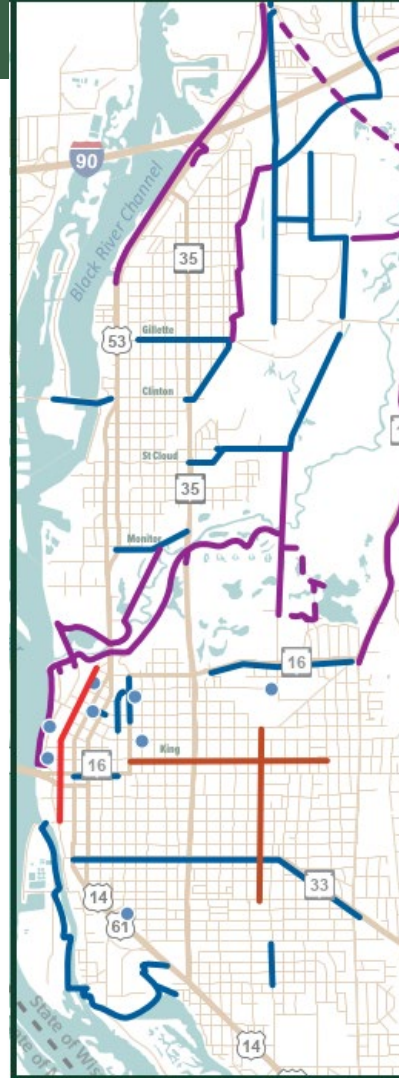 90
Black River Channel
35
Gillette
53
Clinton
St Cloud
35
Monitor
16
King
16
33
14
61
State of Wis
14